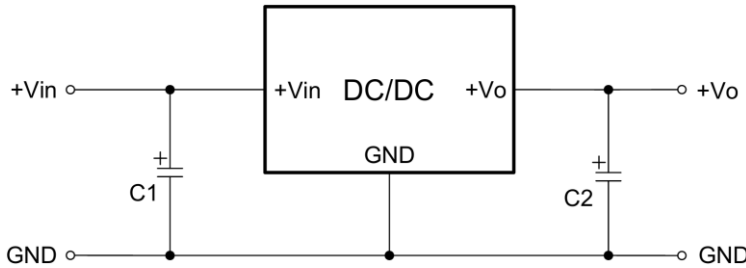 +Vin
+Vin DC/DC +Vo
+Vo
GND
+
C1
+
C2
GND
GND